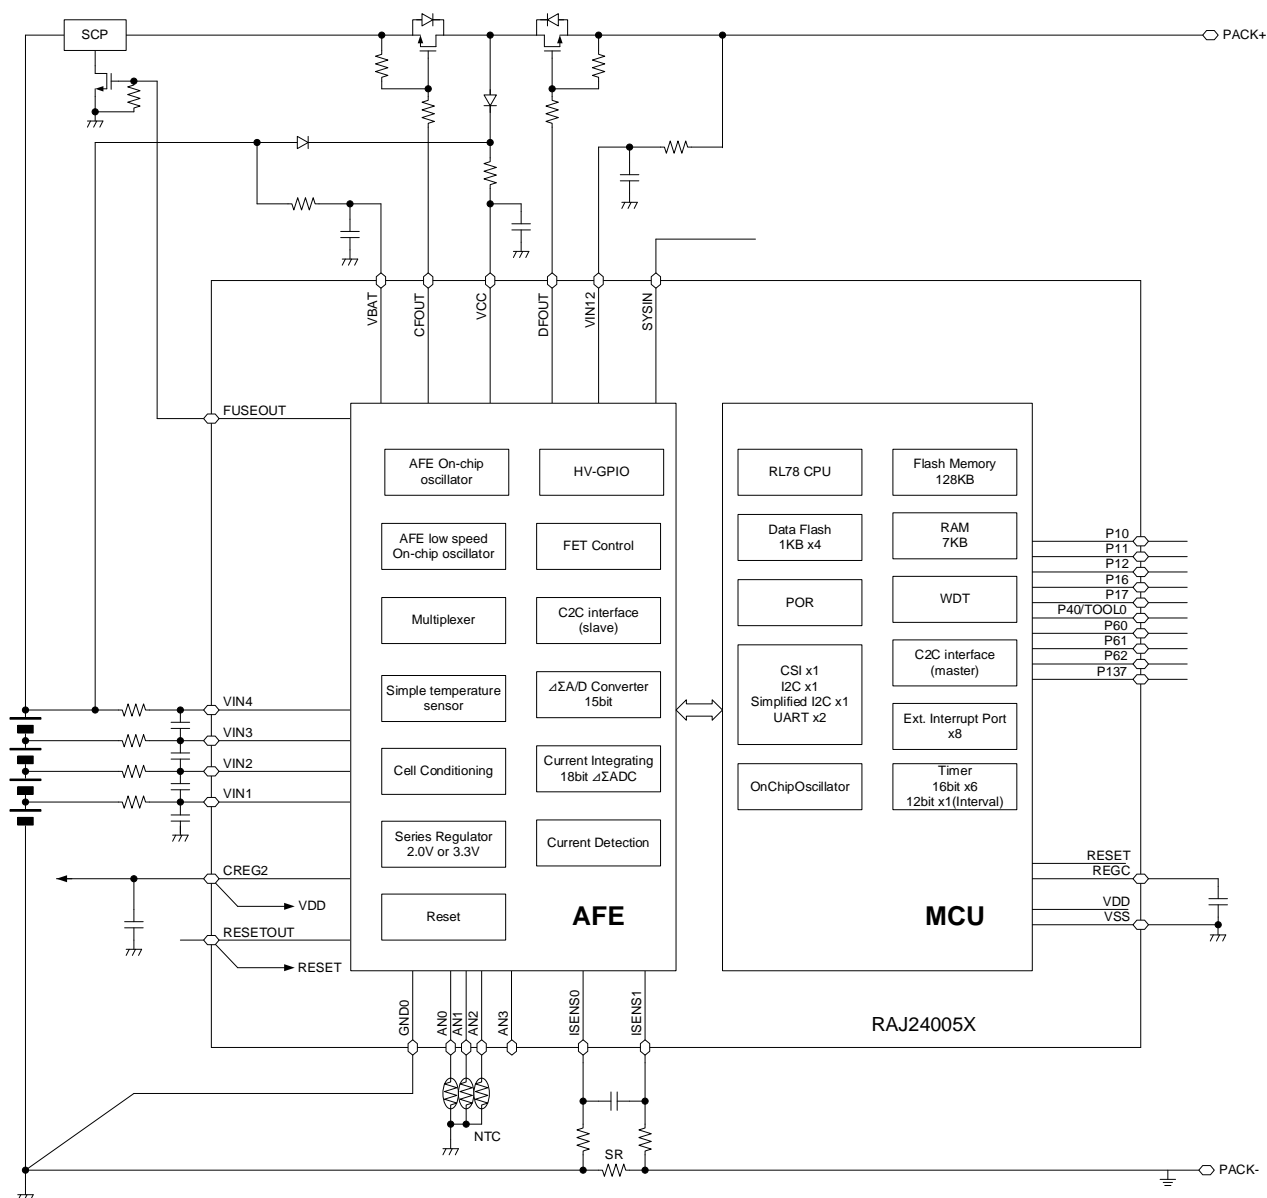 SCP
PACK+
VBAT
CFOUT
VCC
DFOUT
VIN12
SYSIN
FUSEOUT
AFE On-chip
oscillator
HV-GPIO
RL78 CPU
Flash Memory
128KB
AFE low speed
On-chip oscillator
FET Control
Data Flash
1KB x4
RAM
7KB
P10
P11
P12
P16
P17
P40/TOOL0
P60
P61
P62
P137
Multiplexer
C2C interface
(slave)
POR
WDT
Simple temperature
sensor
⊿ΣA/D Converter
15bit
CSI x1
I2C x1
Simplified I2C x1
UART x2
C2C interface
(master)
Ext. Interrupt Port
x8
VIN4
VIN3
VIN2
VIN1
Cell Conditioning
Current Integrating
18bit ⊿ΣADC
OnChipOscillator
Timer
16bit x6
12bit x1(Interval)
Series Regulator
2.0V or 3.3V
Current Detection
CREG2
VDD
RESETOUT
RESET
Reset
AFE
MCU
RESET
REGC
VDD
VSS
GND0
AN0
AN1
AN2
AN3
ISENS0
ISENS1
RAJ24005X
NTC
SR
PACK-